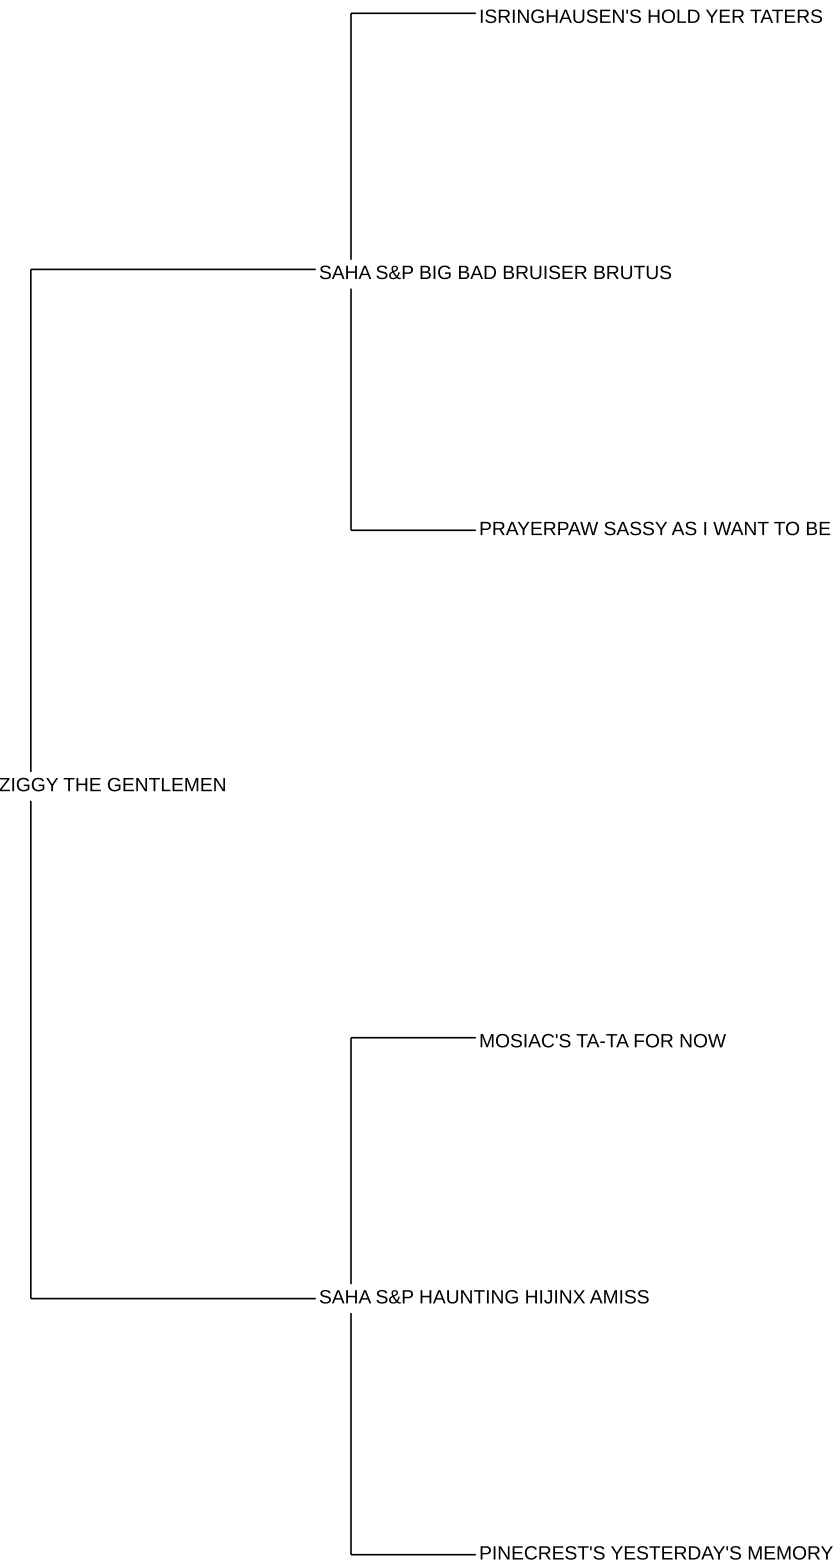 ISRINGHAUSEN'S HOLD YER TATERS
SAHA S&P BIG BAD BRUISER BRUTUS
PRAYERPAW SASSY AS I WANT TO BE
ZIGGY THE GENTLEMEN
MOSIAC'S TA-TA FOR NOW
SAHA S&P HAUNTING HIJINX AMISS
PINECREST'S YESTERDAY'S MEMORY